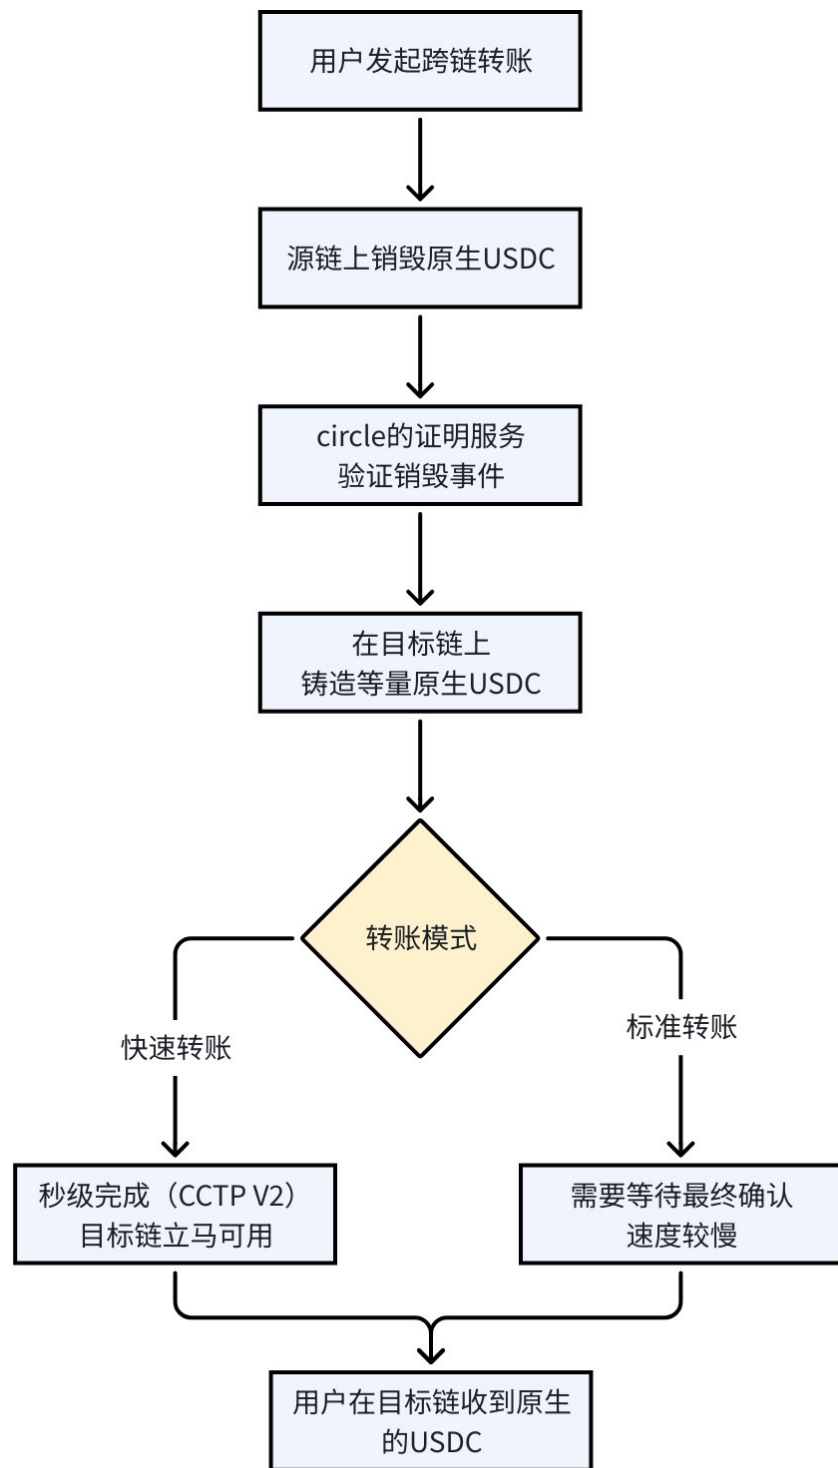 用户发起跨链转账
源链上销毁原生USDC
circle的证明服务
验证销毁事件
在目标链上
铸造等量原生USDC
转账模式
快速转账
标准转账
秒级完成（CCTP V2）
目标链立马可用
需要等待最终确认
速度较慢
用户在目标链收到原生
的USDC